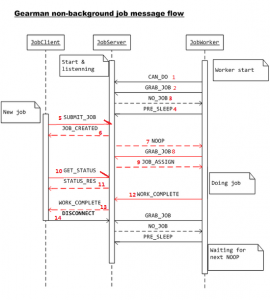 Gearman non-background job message flow
JobClient JobServer JobWorker
Start &
listenning
Worker start
CAN_DO 1
GRAB_JOB 2
NO_JOB 3
PRE_SLEEP 4
New job
5 SUBMIT_JOB
JOB_CREATED
6
7 NOOP
GRAB_JOB 8
9 JOB_ASSIGN
10 GET_STATUS
STATUS_RES
11
Doing job
12 WORK_COMPLETE
WORK_COMPLETE
13
DISCONNECT
14
GRAB_JOB
NO_JOB
PRE_SLEEP
Waiting for
next NOOP